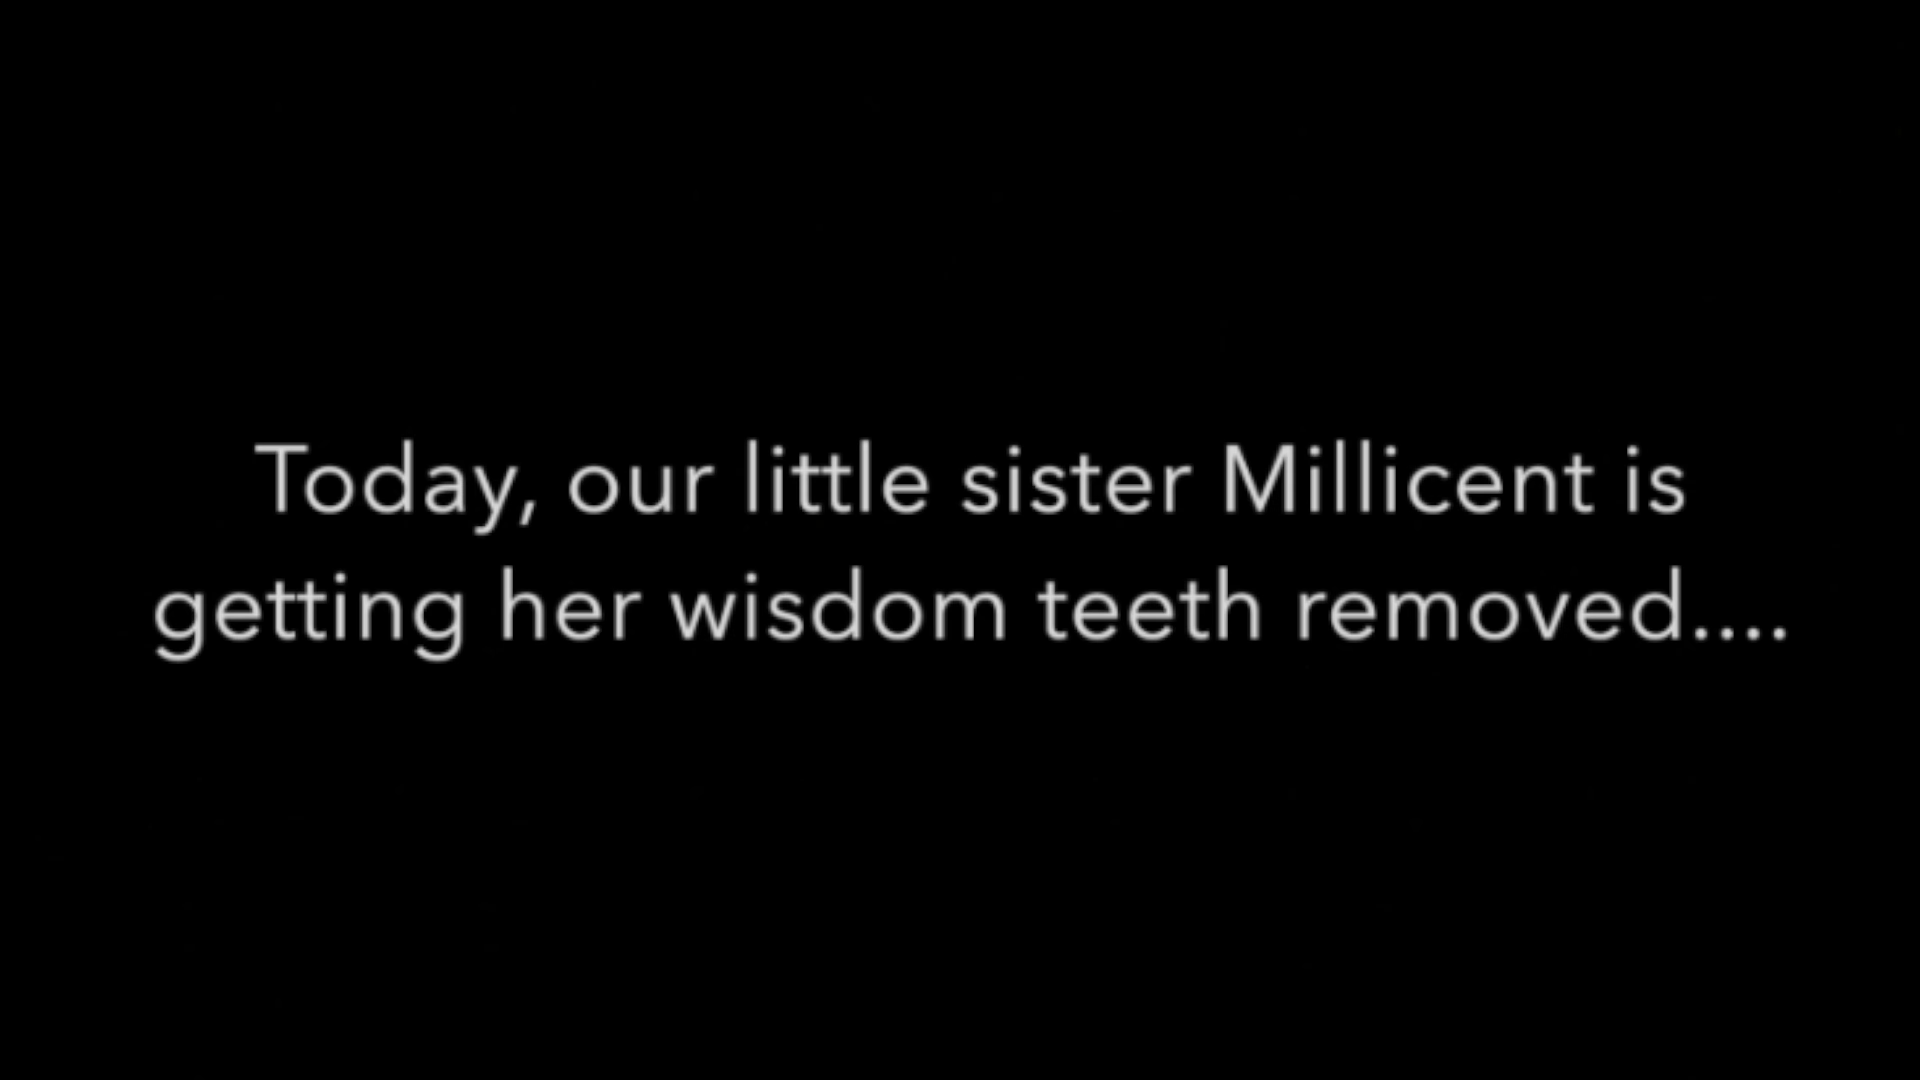 Today, our little sister Millicent is
getting her wisdom teeth removed....